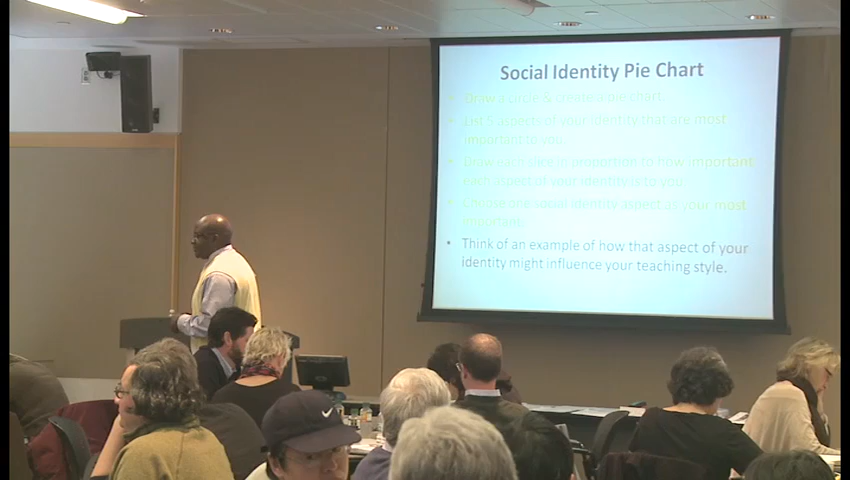 Social Identity Pie Chart
• Draw a circle & create a pie chart.
• List 5 aspects of your identity that are most
important to you.
• Draw each slice in proportion to how important
each aspect of your identity is to you.
• Choose one social identity aspect as your most
important.
• Think of an example of how that aspect of your
identity might influence your teaching style.